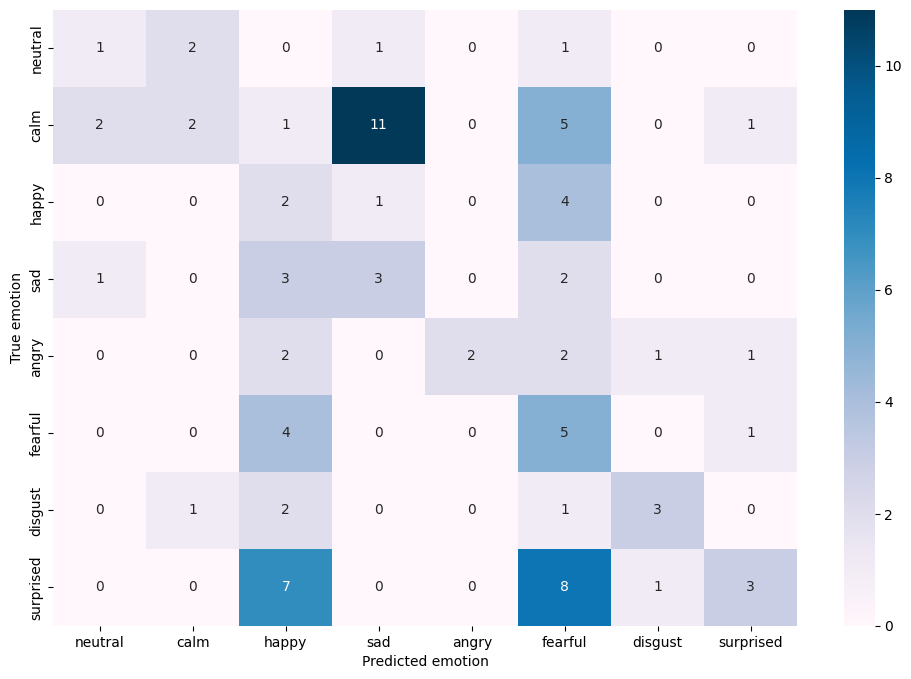 neutral 1 2 0 1 0 1 0 0
calm 2 2 1 11 0 5 0 1
happy 0 0 2 1 0 4 0 0
sad 1 0 3 3 0 2 0 0
angry 0 0 2 0 2 2 1 1
fearful 0 0 4 0 0 5 0 1
disgust 0 1 2 0 0 1 3 0
surprised 0 0 7 0 0 8 1 3
neutral calm happy sad angry fearful disgust surprised
True emotion
Predicted emotion
10
8
6
4
2
0